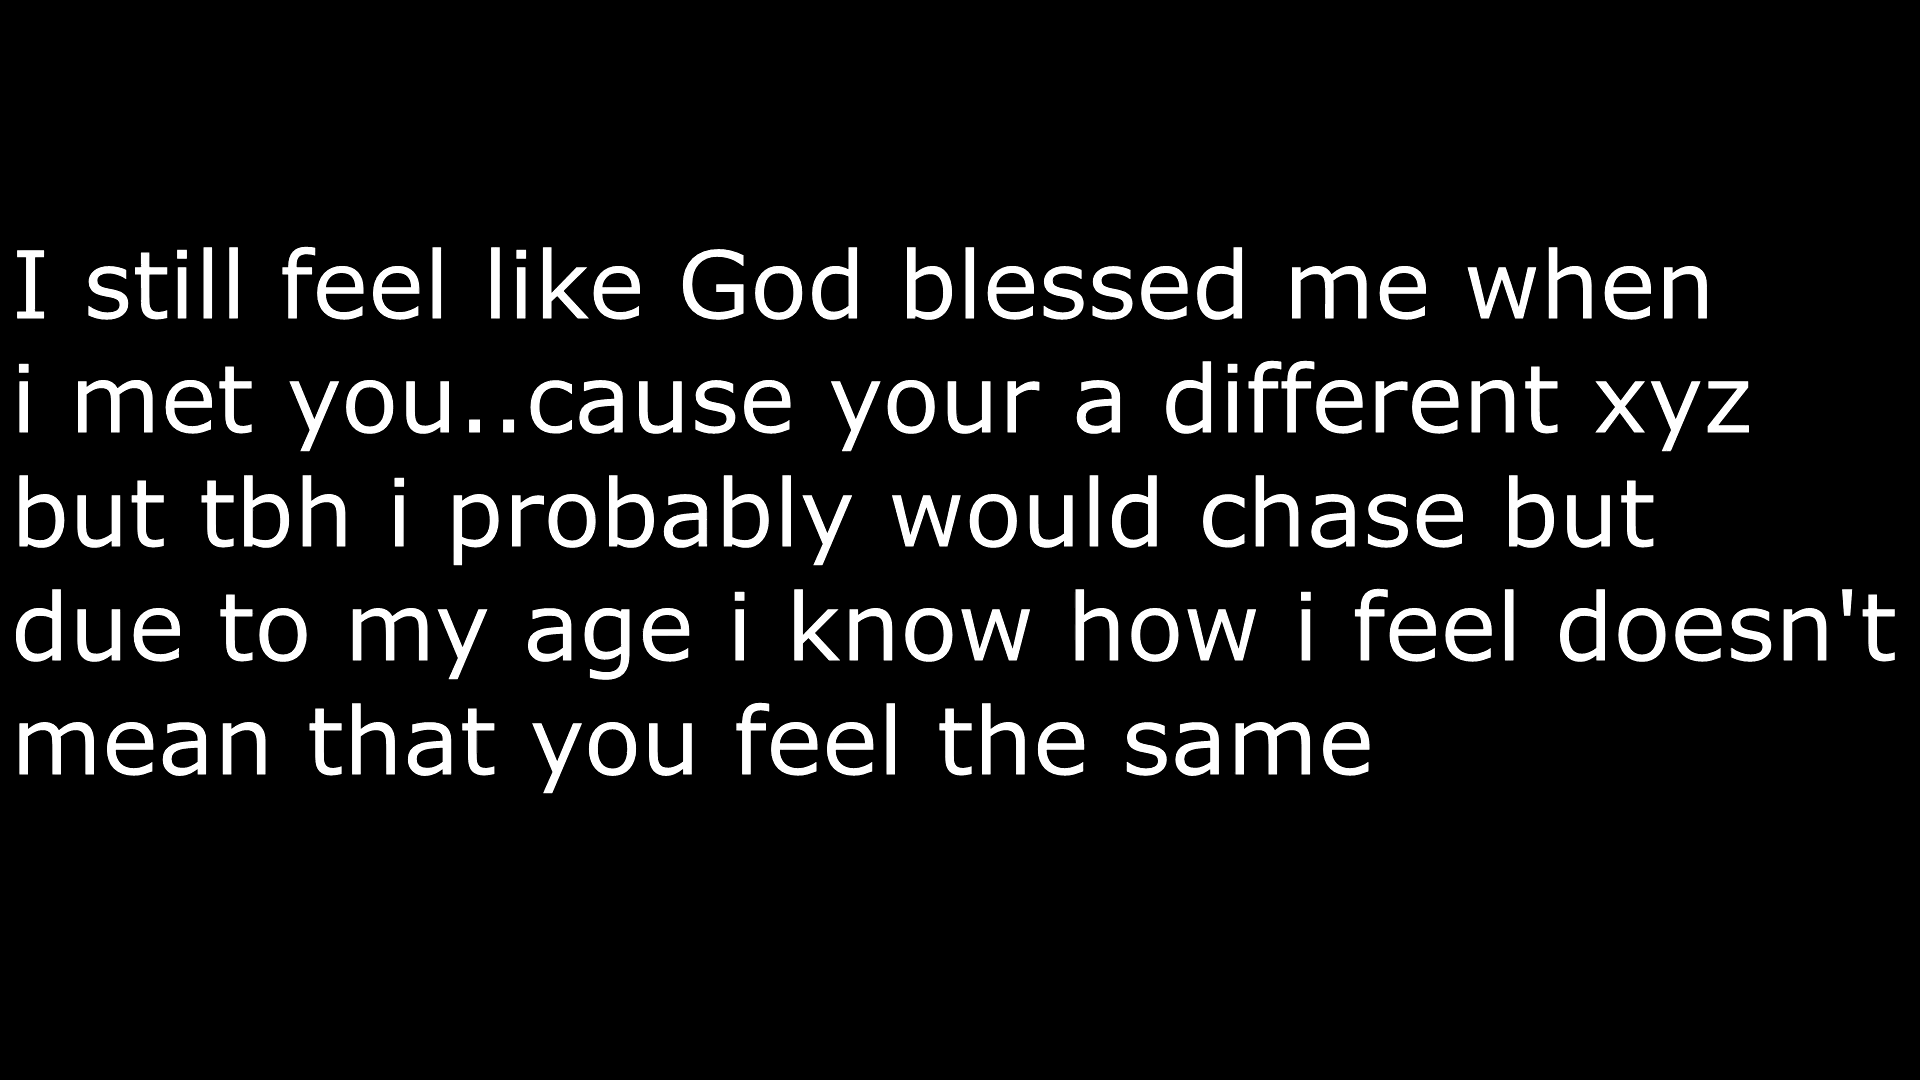 I still feel like God blessed me when
i met you..cause your a different xyz
but tbh i probably would chase but
due to my age i know how i feel doesn't
mean that you feel the same